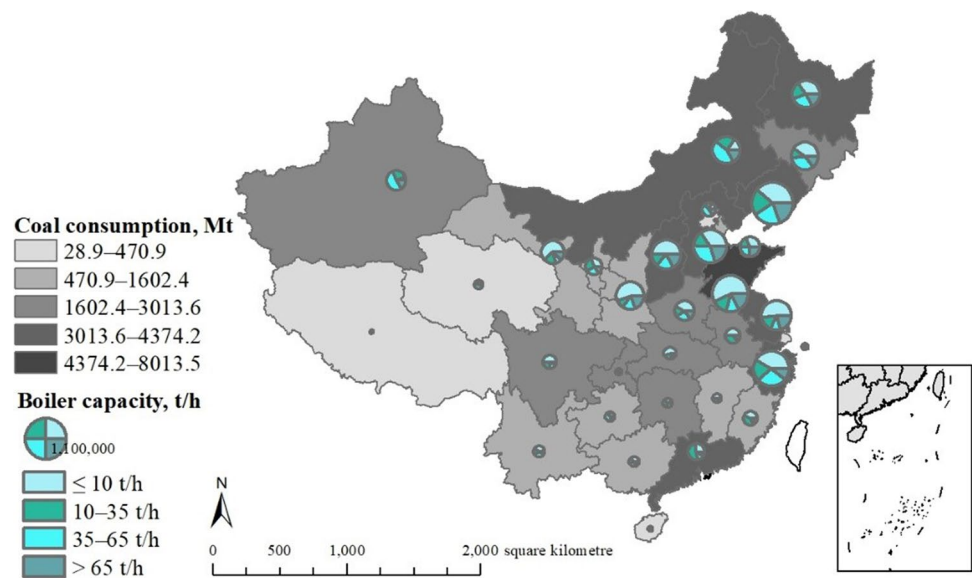 Coal consumption, Mt
28.9–470.9
470.9–1602.4
1602.4–3013.6
3013.6–4374.2
4374.2–8013.5
Boiler capacity, t/h
1,100,000
≤ 10 t/h
10–35 t/h
35–65 t/h
> 65 t/h
N
0 500 1,000 2,000 square kilometre